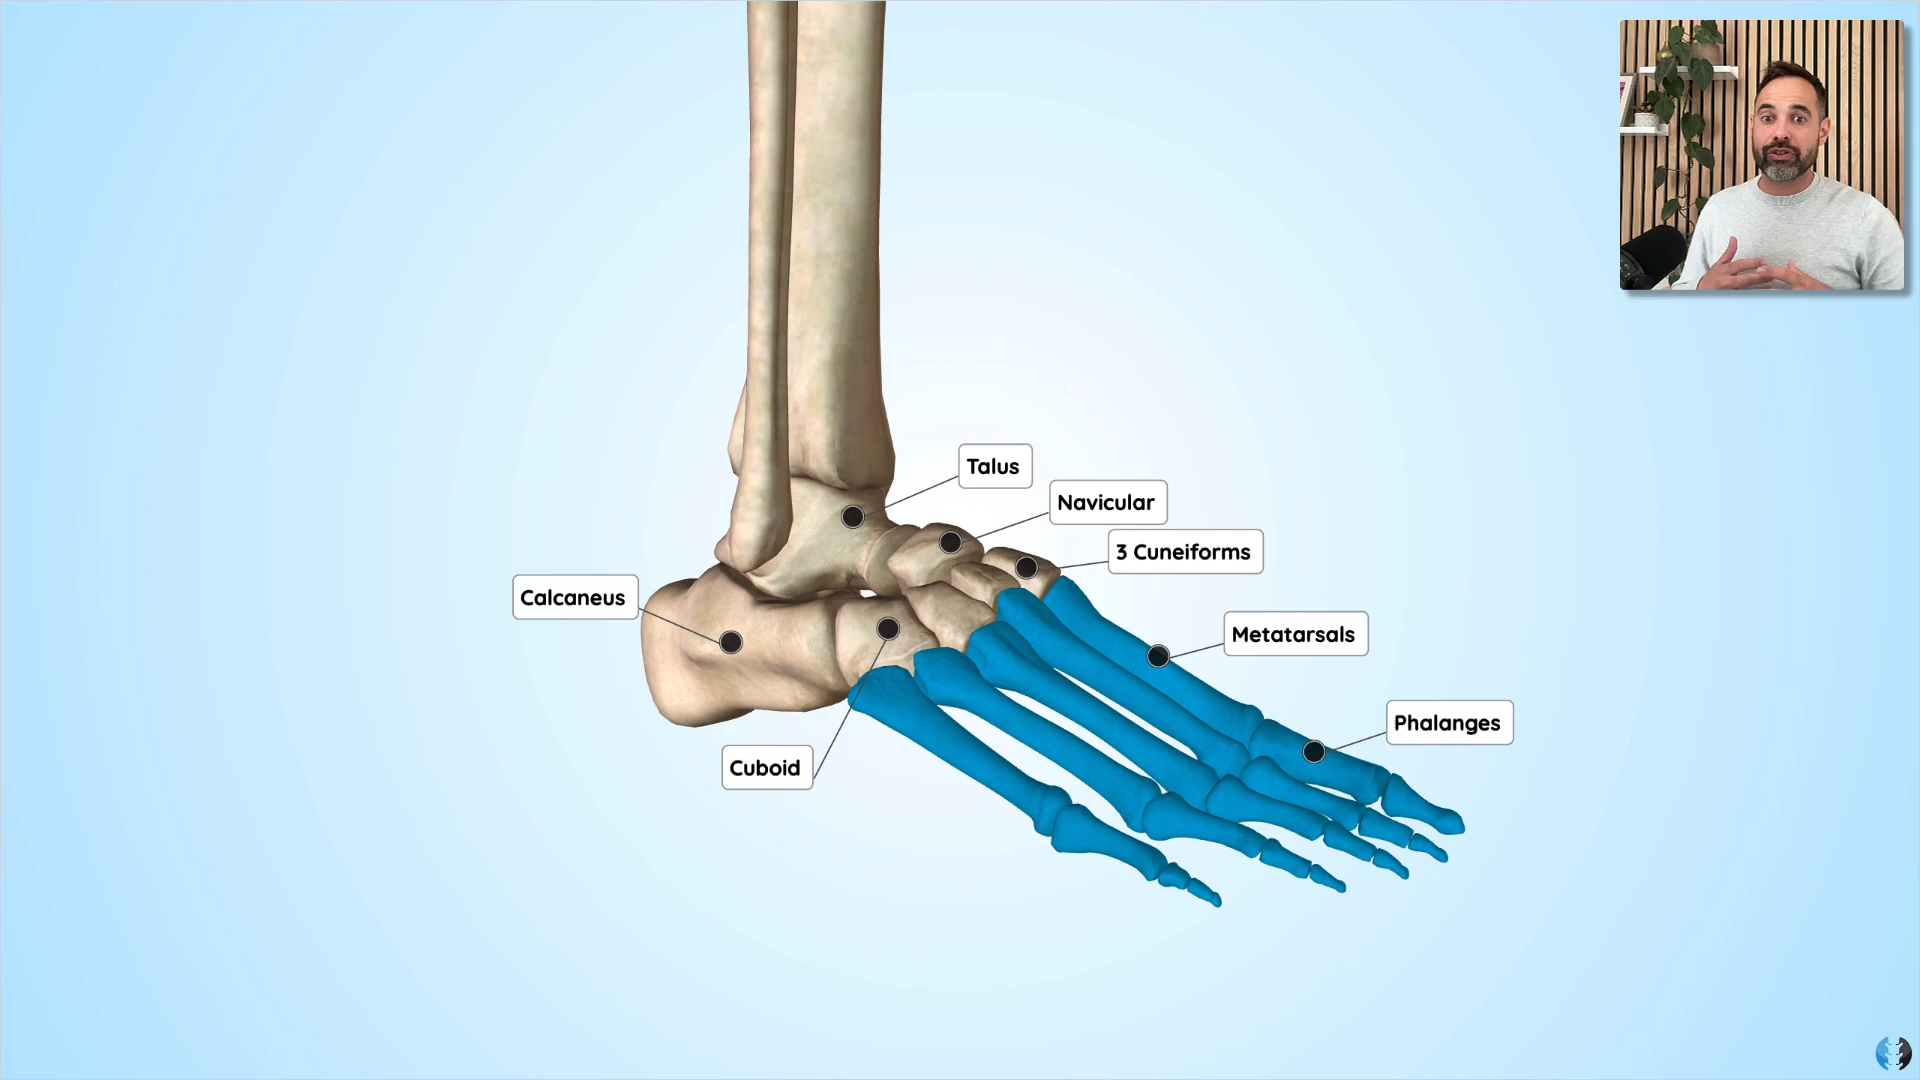 Talus
Navicular
3 Cuneiforms
Calcaneus
Metatarsals
Phalanges
Cuboid